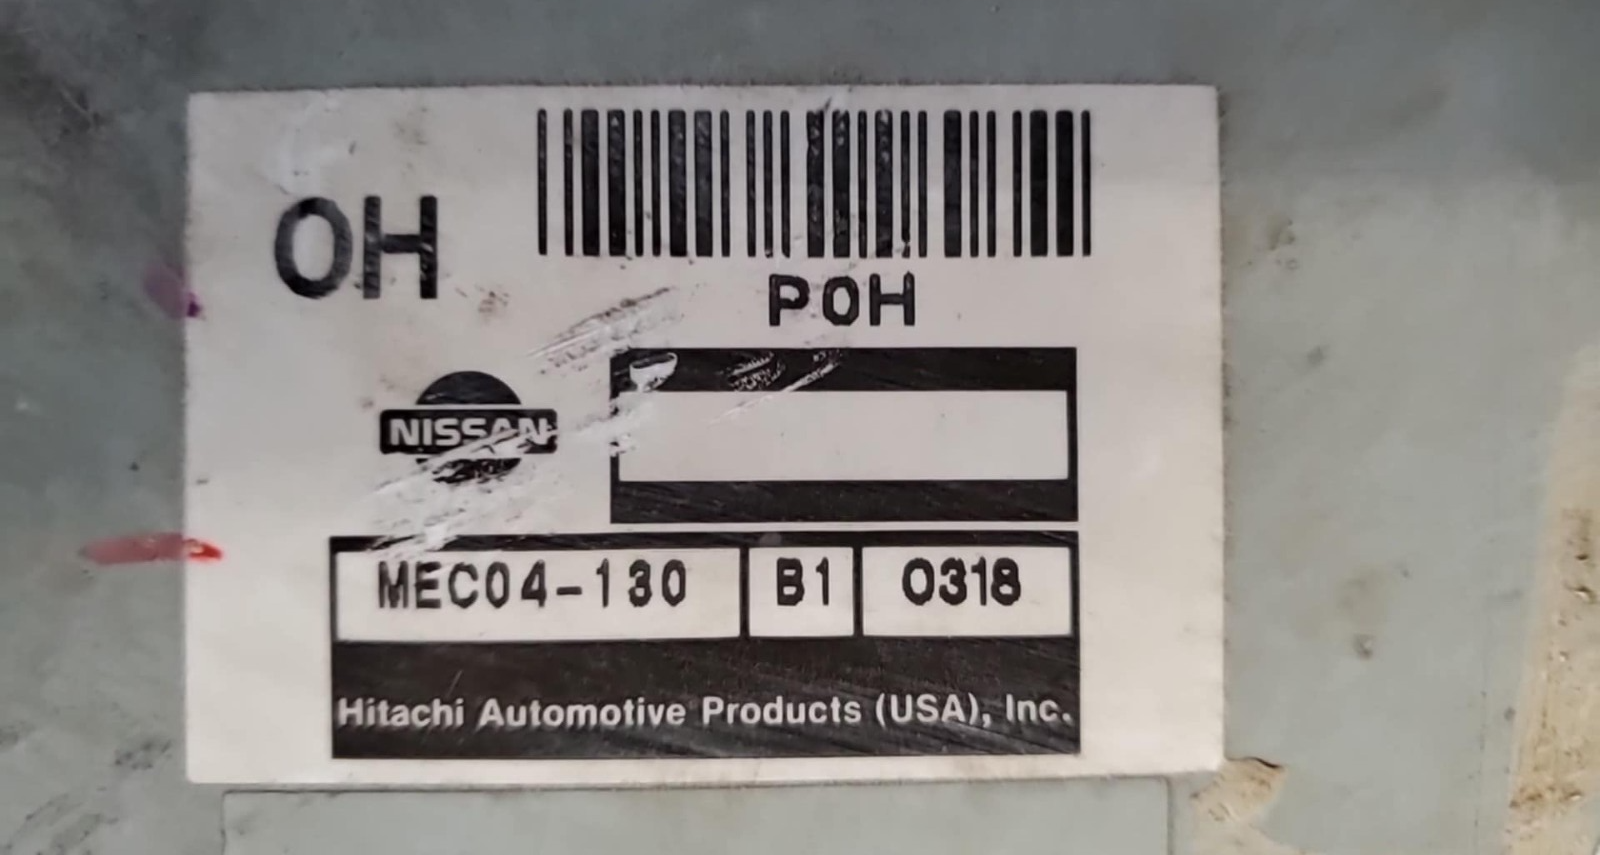 OH
P0H
NISSAN
MEC04-130 B1 0318
Hitachi Automotive Products (USA), Inc.